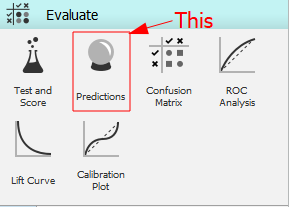 Evaluate
This
Test and
Score
Predictions
Confusion
Matrix
ROC
Analysis
Lift Curve
Calibration
Plot